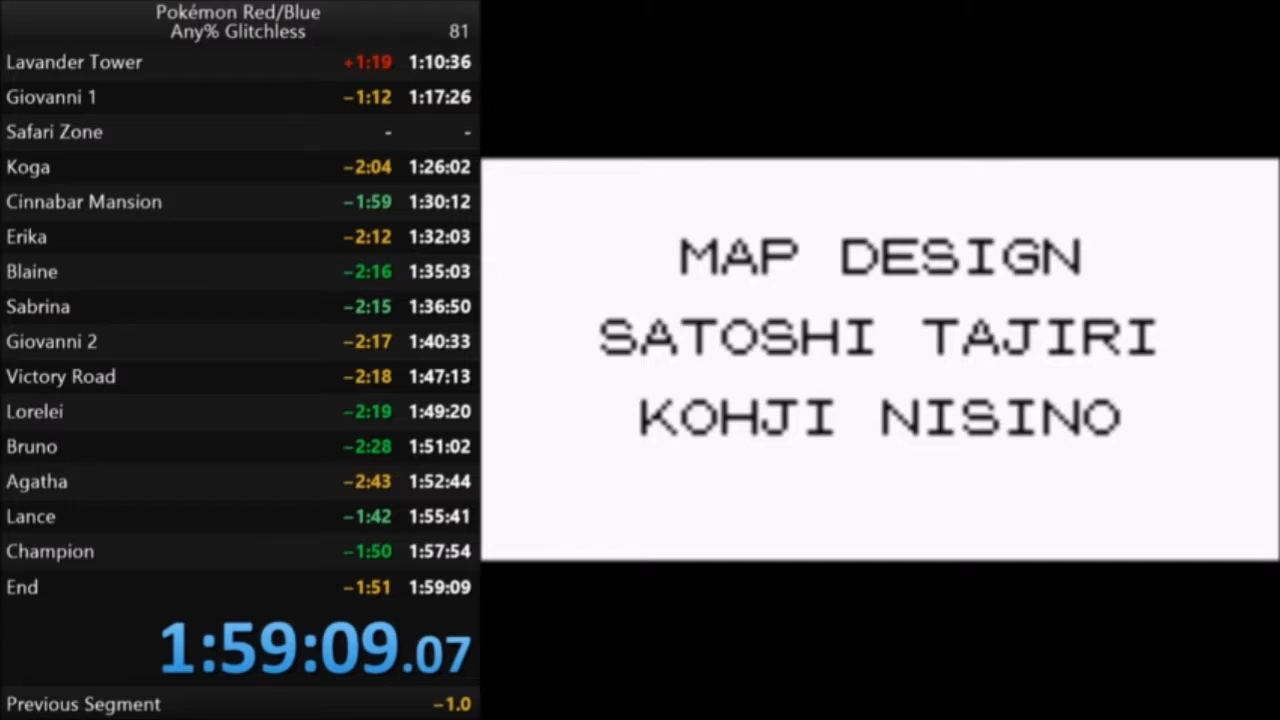 Pokémon Red/Blue
Any% Glitchless 81
Lavander Tower +1:19 1:10:36
Giovanni 1 −1:12 1:17:26
Safari Zone - -
Koga −2:04 1:26:02
Cinnabar Mansion −1:59 1:30:12
Erika −2:12 1:32:03
Blaine −2:16 1:35:03
Sabrina −2:15 1:36:50
Giovanni 2 −2:17 1:40:33
Victory Road −2:18 1:47:13
Lorelei −2:19 1:49:20
Bruno −2:28 1:51:02
Agatha −2:43 1:52:44
Lance −1:42 1:55:41
Champion −1:50 1:57:54
End −1:51 1:59:09
1:59:09.07
Previous Segment −1.0
MAP DESIGN
SATOSHI TAJIRI
KOHJI NISINO